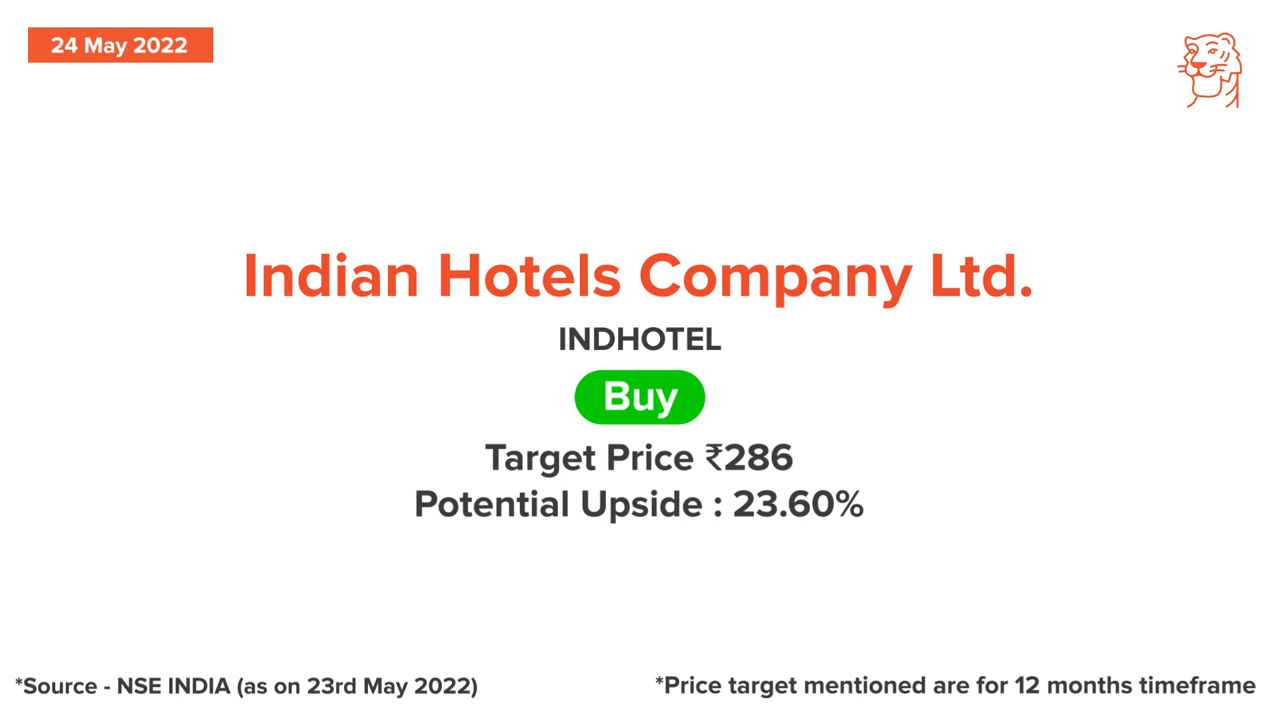 24 May 2022
Indian Hotels Company Ltd.
INDHOTEL
Buy
Target Price ₹286
Potential Upside : 23.60%
*Source - NSE INDIA (as on 23rd May 2022)
*Price target mentioned are for 12 months timeframe